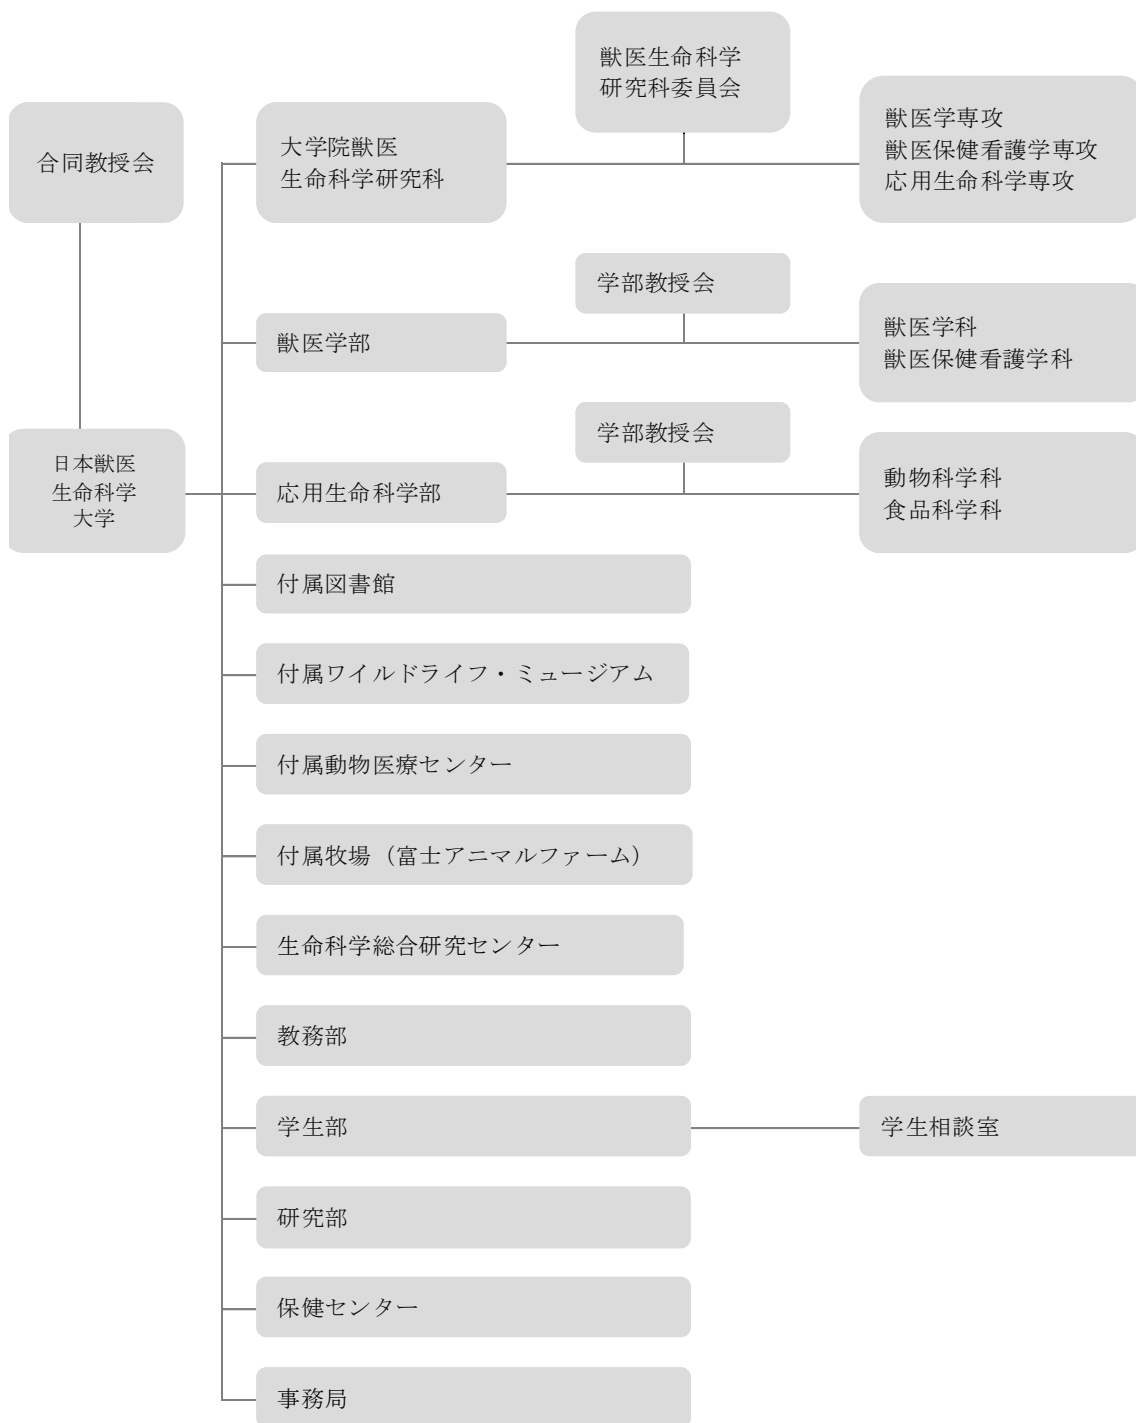 獣医生命科学
研究科委員会
合同教授会
大学院獣医
生命科学研究科
獣医学専攻
獣医保健看護学専攻
応用生命科学専攻
学部教授会
獣医学部
獣医学科
獣医保健看護学科
学部教授会
日本獣医
生命科学
大学
応用生命科学部
動物科学科
食品科学科
付属図書館
付属ワイルドライフ・ミュージアム
付属動物医療センター
付属牧場（富士アニマルファーム）
生命科学総合研究センター
教務部
学生部
学生相談室
研究部
保健センター
事務局